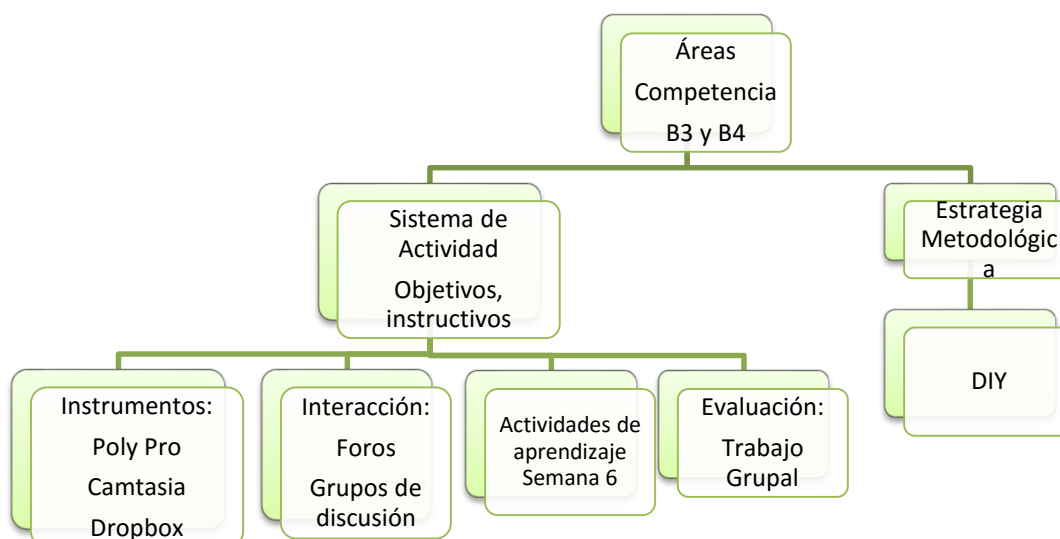 Áreas
Competencia
B3 y B4
Sistema de
Actividad
Objetivos,
instructivos
Estrategia
Metodológic
a
Instrumentos:
Poly Pro
Camtasia
Dropbox
Interacción:
Foros
Grupos de
discusión
Actividades de
aprendizaje
Semana 6
Evaluación:
Trabajo
Grupal
DIY